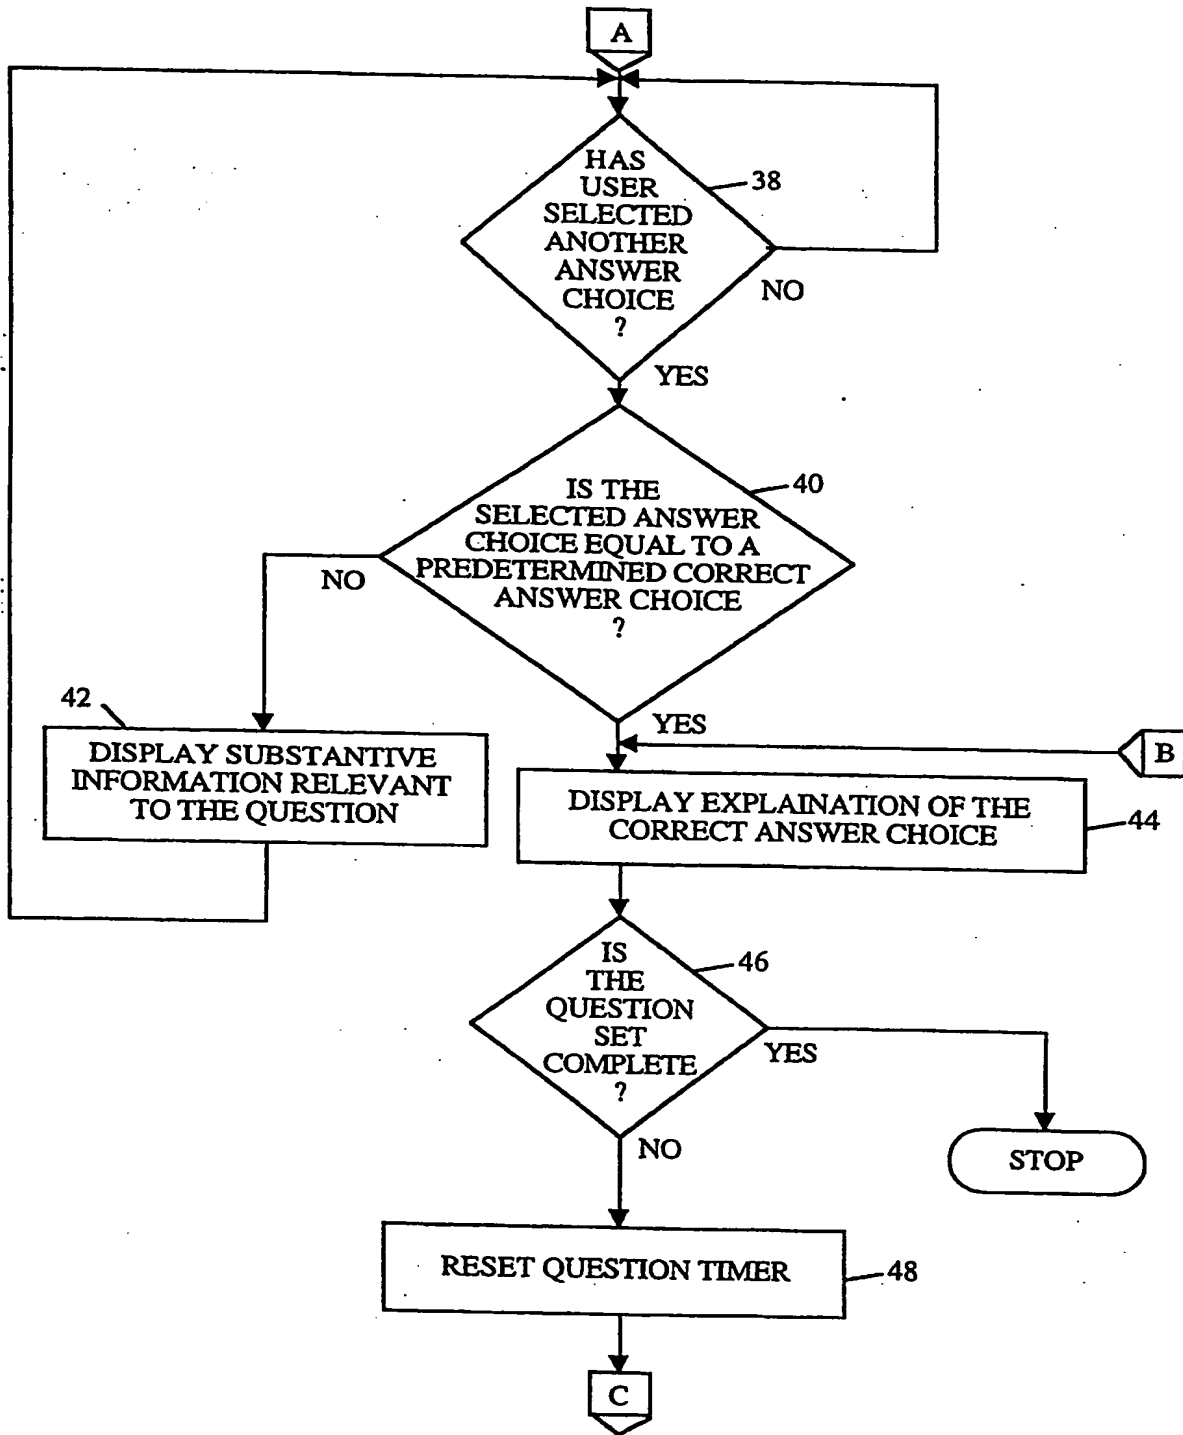 A
HAS
USER
SELECTED
ANOTHER
ANSWER
CHOICE
?
38
NO
YES
IS THE
SELECTED ANSWER
CHOICE EQUAL TO A
PREDETERMINED CORRECT
ANSWER CHOICE
?
40
NO
YES
42
DISPLAY SUBSTANTIVE
INFORMATION RELEVANT
TO THE QUESTION
B
DISPLAY EXPLAINATION OF THE
CORRECT ANSWER CHOICE
44
IS
THE
QUESTION
SET
COMPLETE
?
46
YES
NO
STOP
RESET QUESTION TIMER
48
C